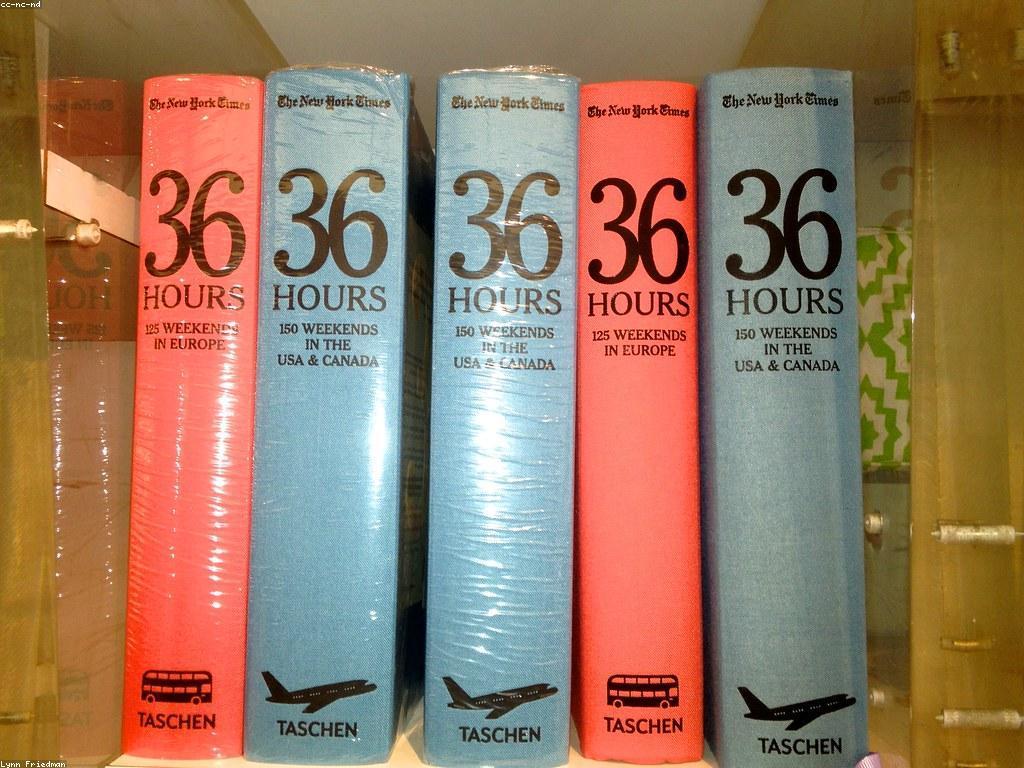 cc-nc-nd
The New York Times
36
HOURS
125 WEEKENDS
IN EUROPE
TASCHEN
The New York Times
36
HOURS
150 WEEKENDS
IN THE
USA & CANADA
TASCHEN
The New York Times
36
HOURS
150 WEEKENDS
IN THE
USA & CANADA
TASCHEN
The New York Times
36
HOURS
125 WEEKENDS
IN EUROPE
TASCHEN
The New York Times
36
HOURS
150 WEEKENDS
IN THE
USA & CANADA
TASCHEN
Lynn Friedman